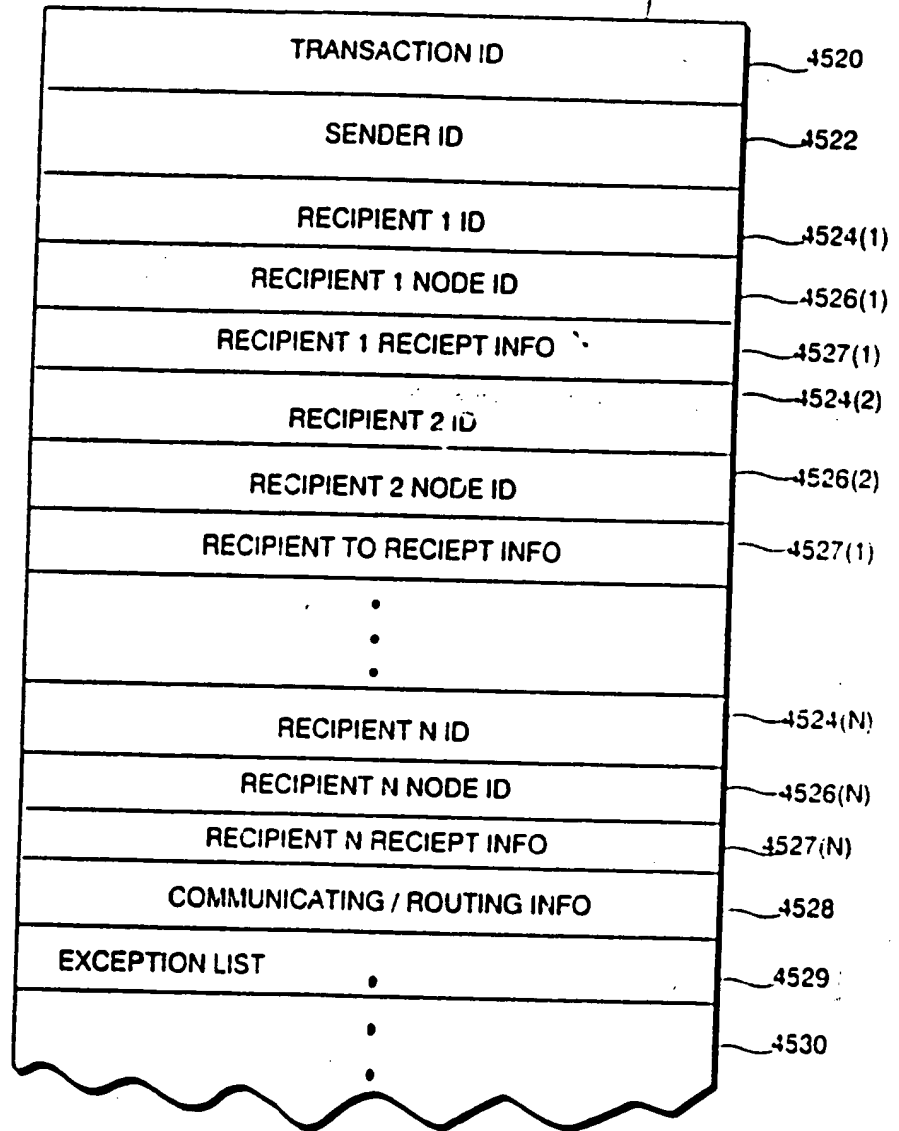 TRANSACTION ID 4520
SENDER ID 4522
RECIPIENT 1 ID 4524(1)
RECIPIENT 1 NODE ID 4526(1)
RECIPIENT 1 RECIEPT INFO 4527(1)
RECIPIENT 2 ID 4524(2)
RECIPIENT 2 NODE ID 4526(2)
RECIPIENT TO RECIEPT INFO 4527(1)
RECIPIENT N ID 4524(N)
RECIPIENT N NODE ID 4526(N)
RECIPIENT N RECIEPT INFO 4527(N)
COMMUNICATING / ROUTING INFO 4528
EXCEPTION LIST 4529
4530